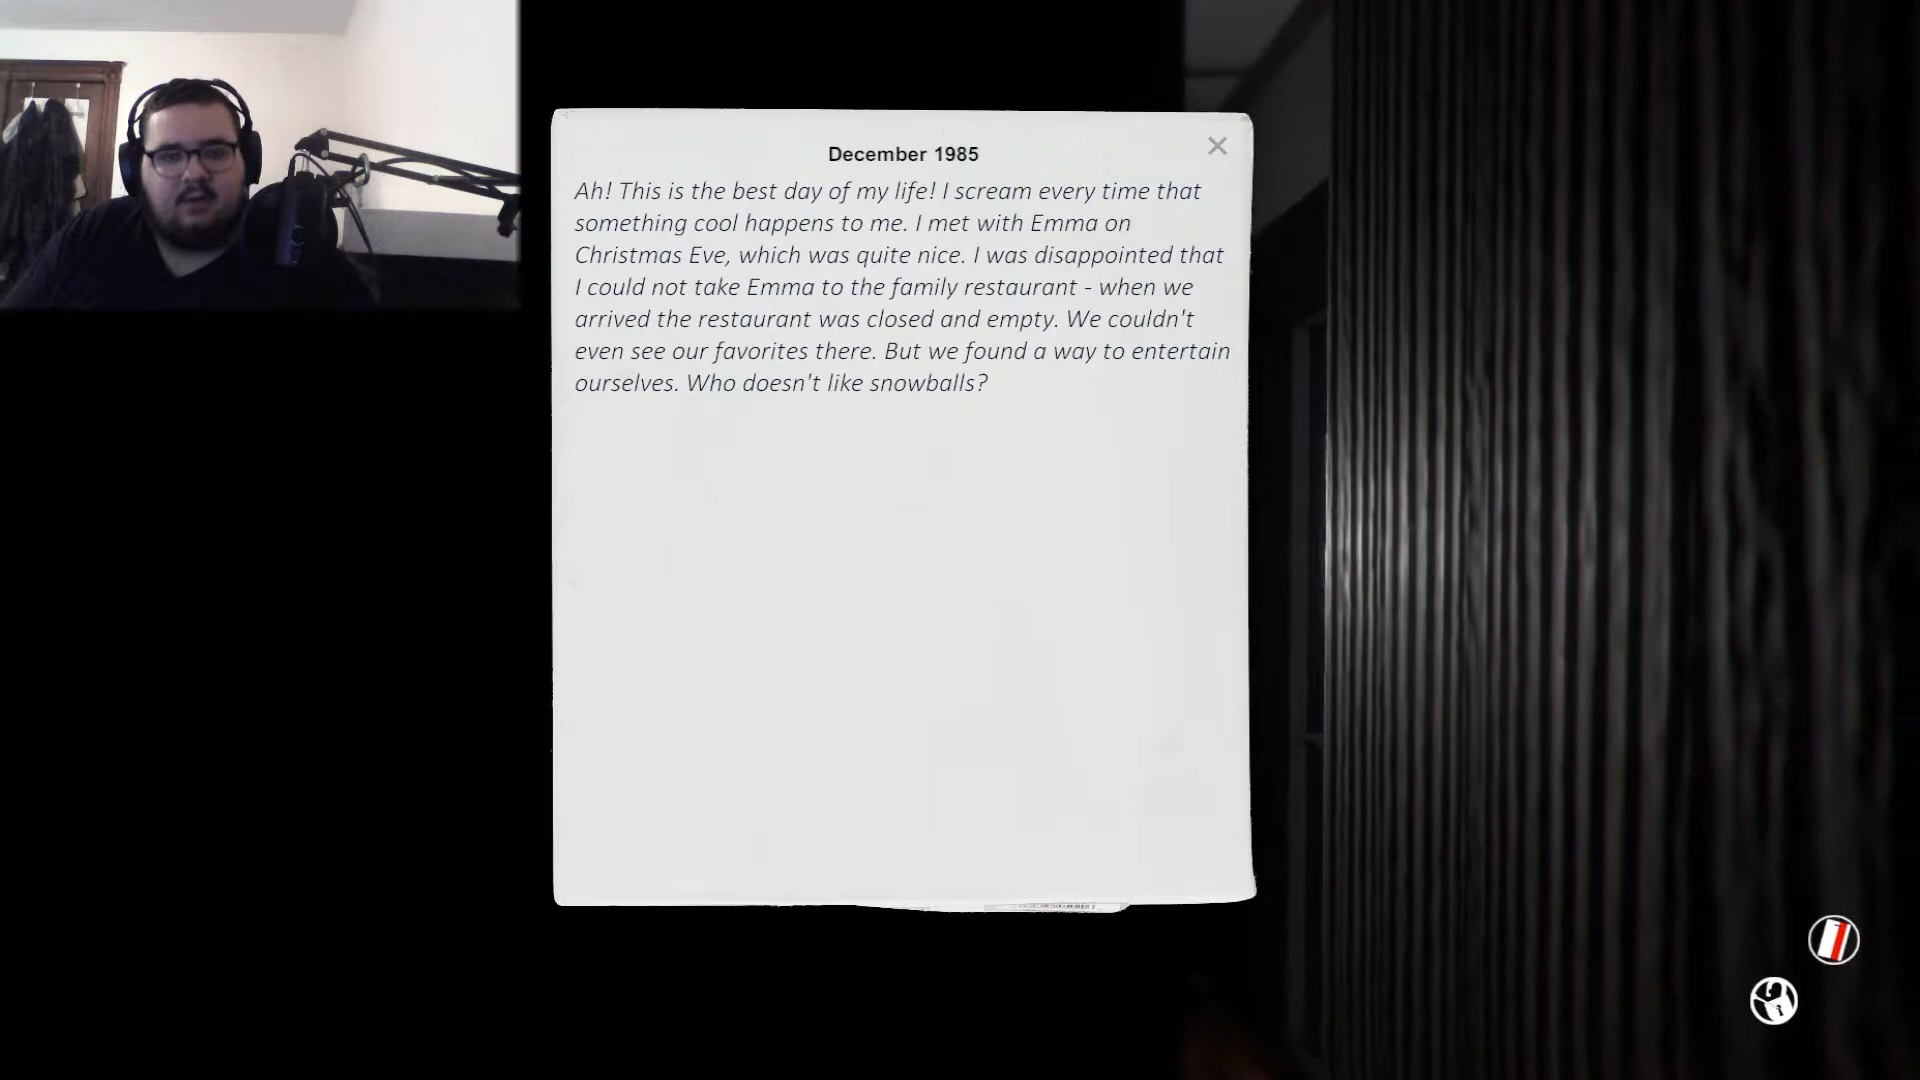 December 1985
Ah! This is the best day of my life! I scream every time that
something cool happens to me. I met with Emma on
Christmas Eve, which was quite nice. I was disappointed that
I could not take Emma to the family restaurant - when we
arrived the restaurant was closed and empty. We couldn't
even see our favorites there. But we found a way to entertain
ourselves. Who doesn't like snowballs?